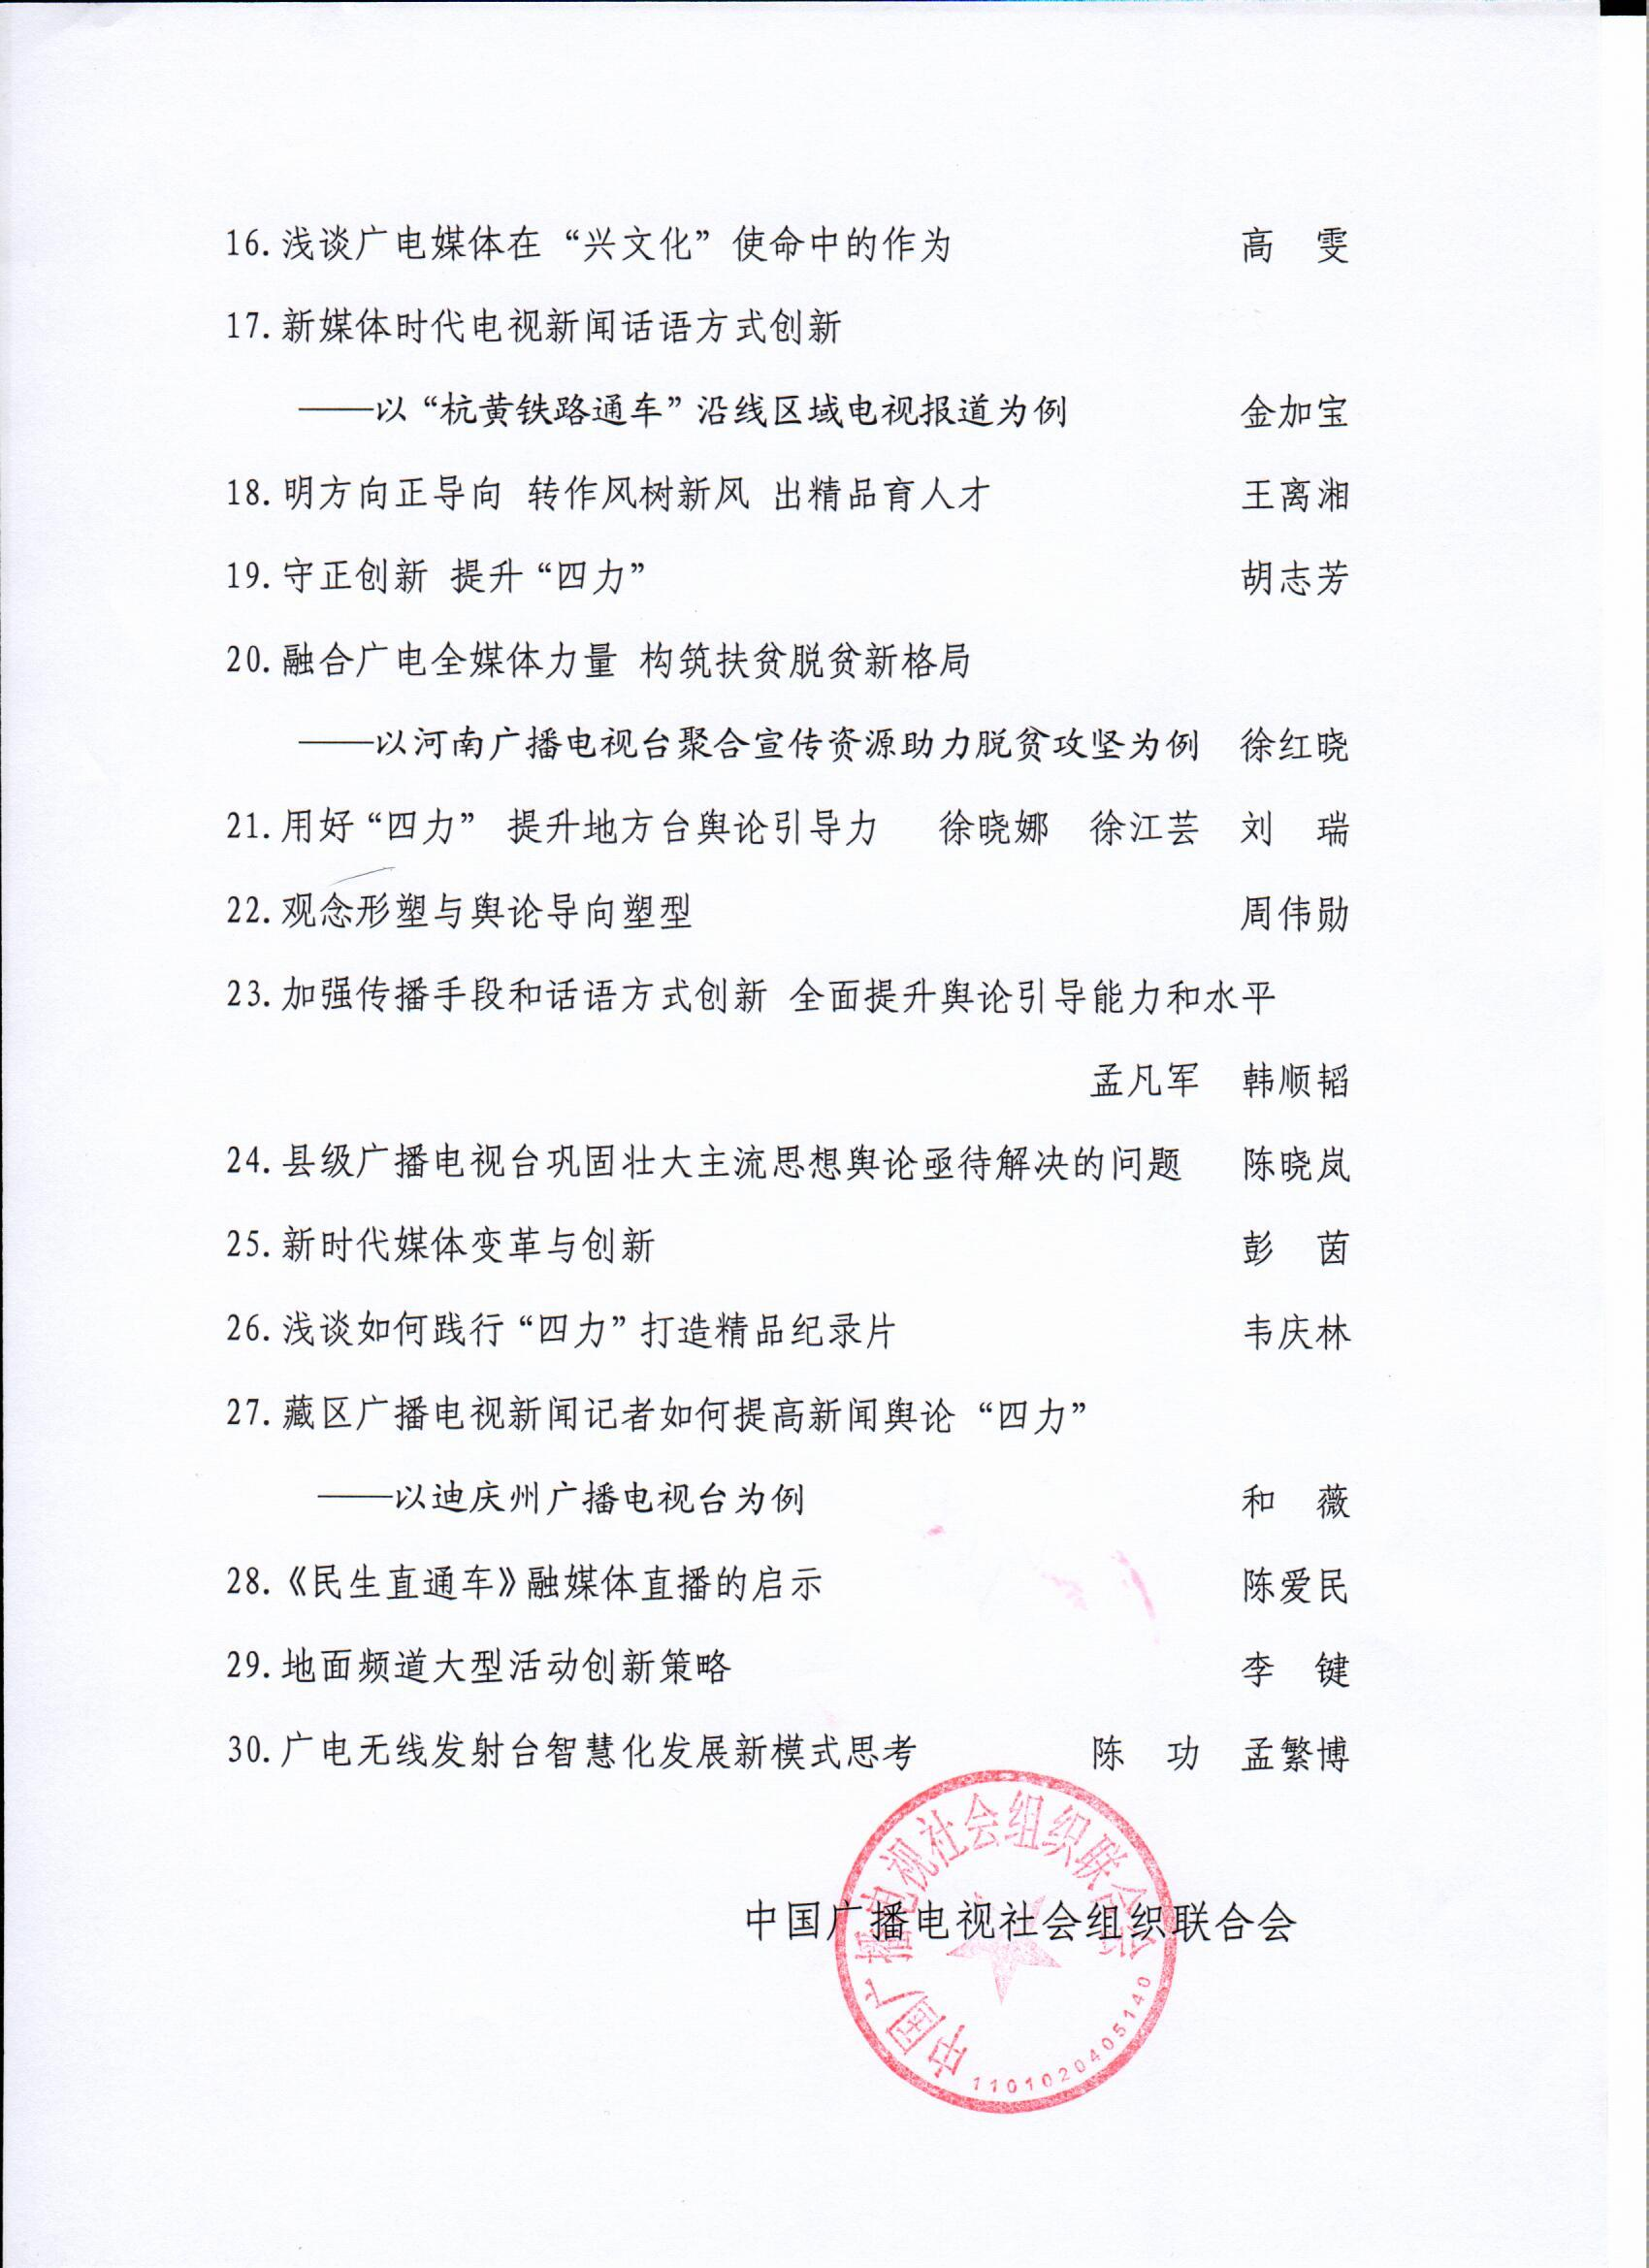 16.浅谈广电媒体在“兴文化”使命中的作为 高 雯
17.新媒体时代电视新闻话语方式创新
——以“杭黄铁路通车”沿线区域电视报道为例 金加宝
18.明方向正导向 转作风树新风 出精品育人才 王离湘
19.守正创新 提升“四力” 胡志芳
20.融合广电全媒体力量 构筑扶贫脱贫新格局
——以河南广播电视台聚合宣传资源助力脱贫攻坚为例 徐红晓
21.用好“四力” 提升地方台舆论引导力 徐晓娜 徐江芸 刘 瑞
22.观念形塑与舆论导向塑型 周伟勋
23.加强传播手段和话语方式创新 全面提升舆论引导能力和水平
孟凡军 韩顺韬
24.县级广播电视台巩固壮大主流思想舆论亟待解决的问题 陈晓岚
25.新时代媒体变革与创新 彭 茵
26.浅谈如何践行“四力”打造精品纪录片 韦庆林
27.藏区广播电视新闻记者如何提高新闻舆论“四力”
——以迪庆州广播电视台为例 和 薇
28.《民生直通车》融媒体直播的启示 陈爱民
29.地面频道大型活动创新策略 李 键
30.广电无线发射台智慧化发展新模式思考 陈 功 孟繁博
中国广播电视社会组织联合会
中国广播电视社会组织联合会
1101020405140